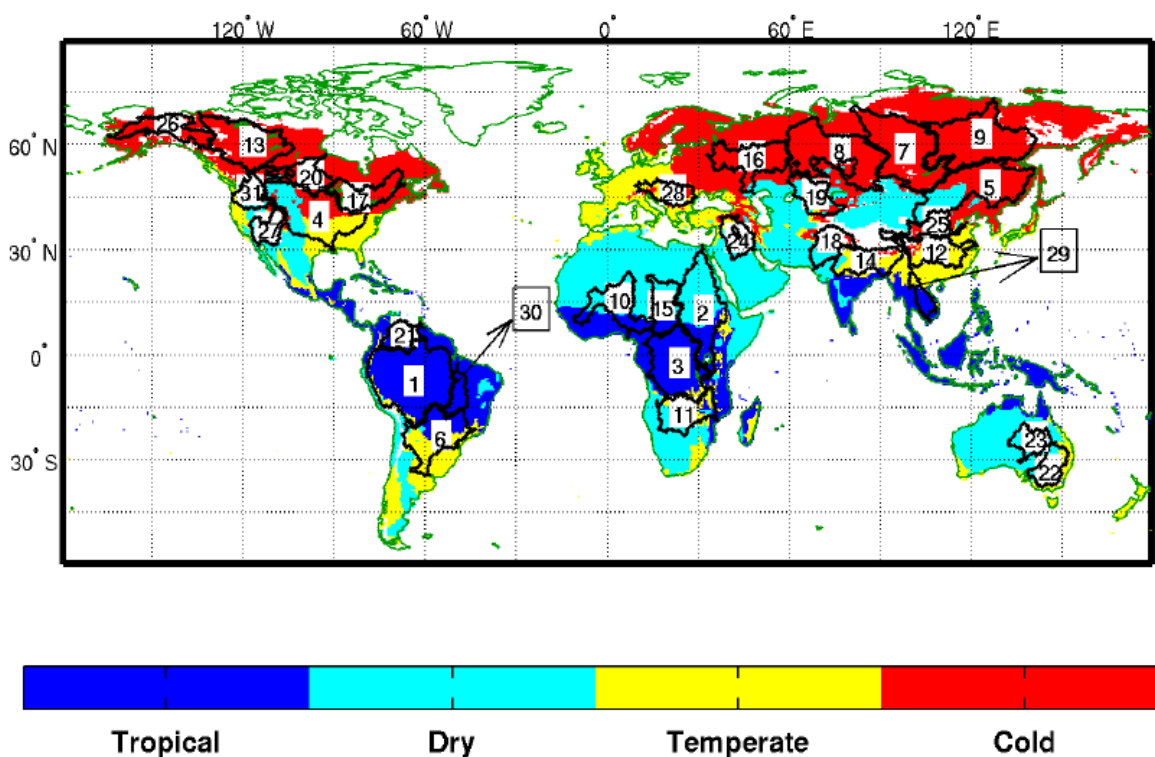 120° W 60° W 0° 60° E 120° E
60° N
30° N
0°
30° S
26 13 20 31 17 4 27
16 8 7 9 5 19 28 25 24 18 14 12 29
10 15 2 30
21 1 3 11 6
23 22
Tropical Dry Temperate Cold